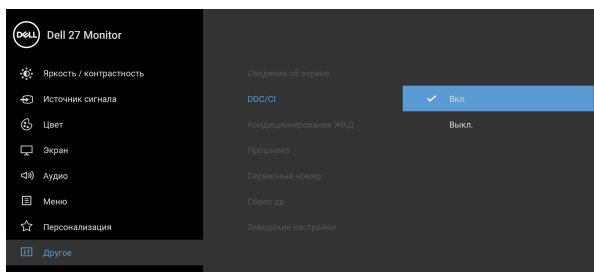 DELL Dell 27 Monitor
Яркость / контрастность
Источник сигнала
Цвет
Экран
Аудио
Меню
Персонализация
Другое
Сведения об экране
DDC/CI
Кондиционирование ЖКД
Прошивка
Сервисный номер
Сброс др.
Заводские настройки
Вкл.
Выкл.